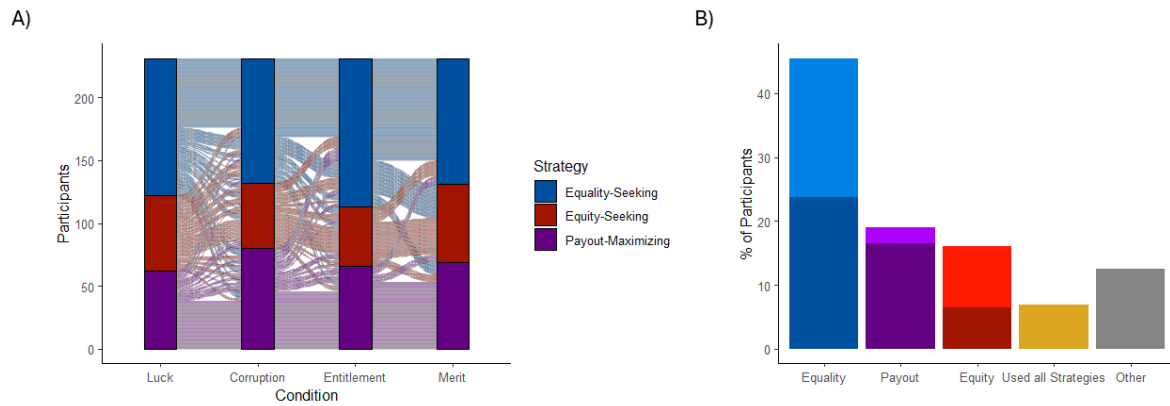 A)
Participants
200
150
100
50
0
Luck
Corruption
Entitlement
Merit
Condition
Strategy
Equality-Seeking
Equity-Seeking
Payout-Maximizing
B)
% of Participants
40
30
20
10
0
Equality
Payout
Equity
Used all Strategies
Other